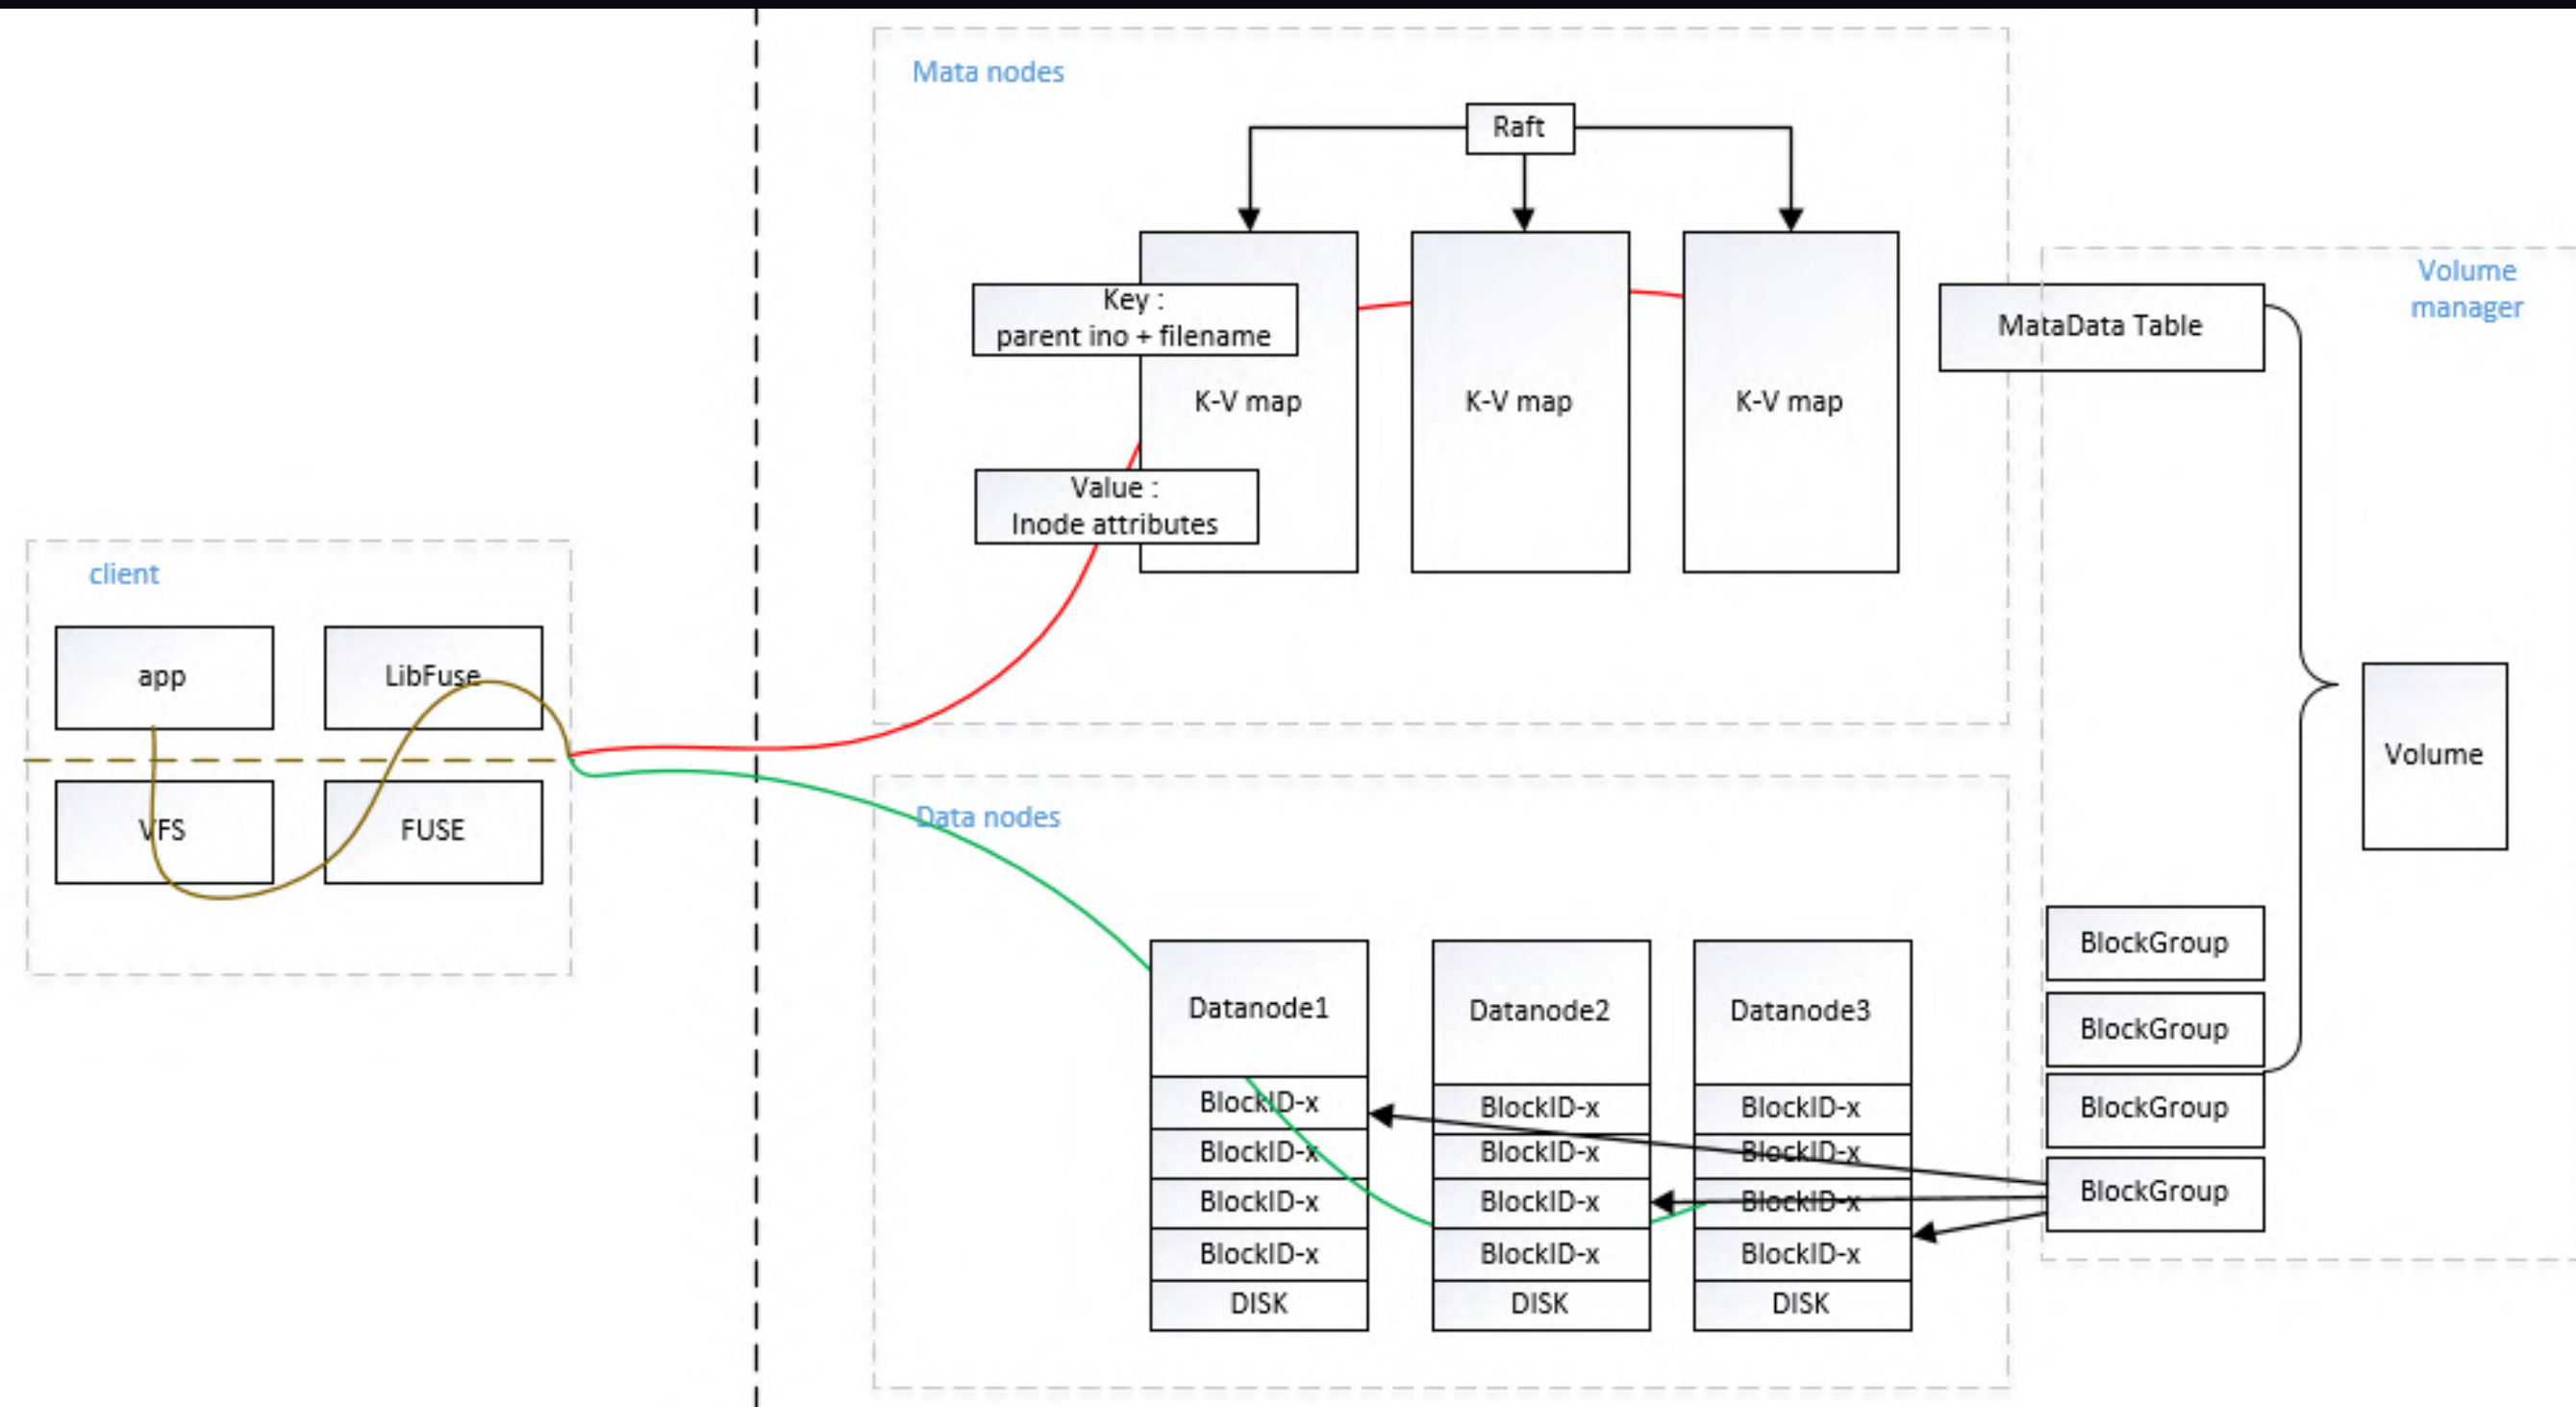 Mata nodes
Raft
Key :
parent ino + filename
K-V map
K-V map
K-V map
Value :
Inode attributes
MataData Table
Volume
manager
Volume
client
app
LibFuse
VFS
FUSE
Data nodes
Datanode1
BlockID-x
BlockID-x
BlockID-x
BlockID-x
DISK
Datanode2
BlockID-x
BlockID-x
BlockID-x
BlockID-x
DISK
Datanode3
BlockID-x
BlockID-x
BlockID-x
BlockID-x
DISK
BlockGroup
BlockGroup
BlockGroup
BlockGroup